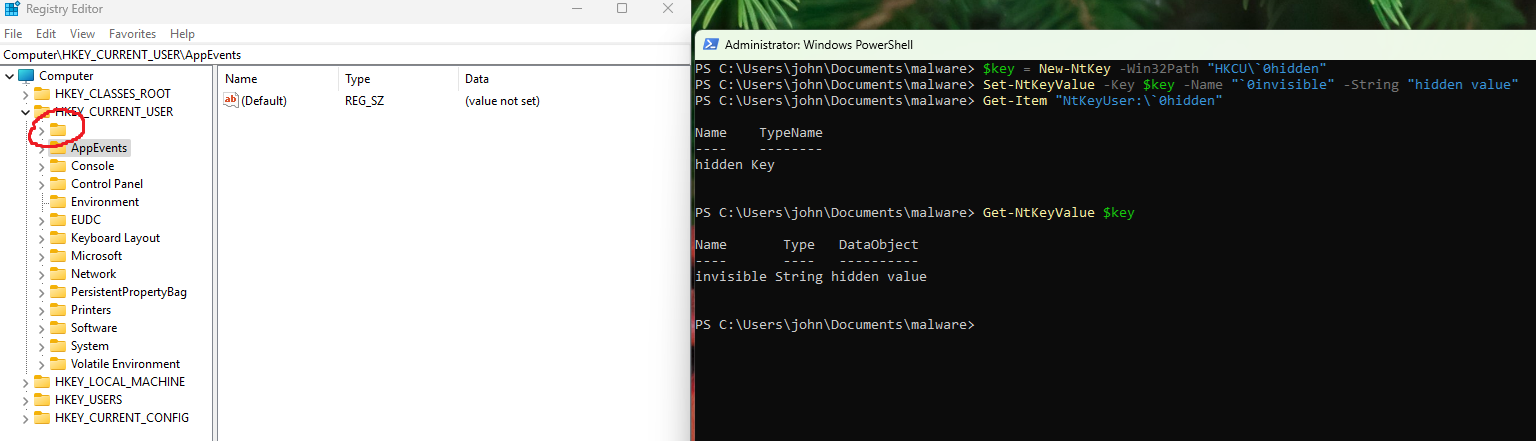 Registry Editor
File Edit View Favorites Help
Computer\HKEY_CURRENT_USER\AppEvents
Computer
HKEY_CLASSES_ROOT
HKEY_CURRENT_USER
AppEvents
Console
Control Panel
Environment
EUDC
Keyboard Layout
Microsoft
Network
PersistentPropertyBag
Printers
Software
System
Volatile Environment
HKEY_LOCAL_MACHINE
HKEY_USERS
HKEY_CURRENT_CONFIG
Name Type Data
ab (Default) REG_SZ (value not set)
Administrator: Windows PowerShell
PS C:\Users\john\Documents\malware> $key = New-NtKey -Win32Path "HKCU\`0hidden"
PS C:\Users\john\Documents\malware> Set-NtKeyValue -Key $key -Name "`0invisible" -String "hidden value"
PS C:\Users\john\Documents\malware> Get-Item "NtKeyUser:\`0hidden"
Name TypeName
---- --------
hidden Key
PS C:\Users\john\Documents\malware> Get-NtKeyValue $key
Name Type DataObject
---- ---- ----------
invisible String hidden value
PS C:\Users\john\Documents\malware>